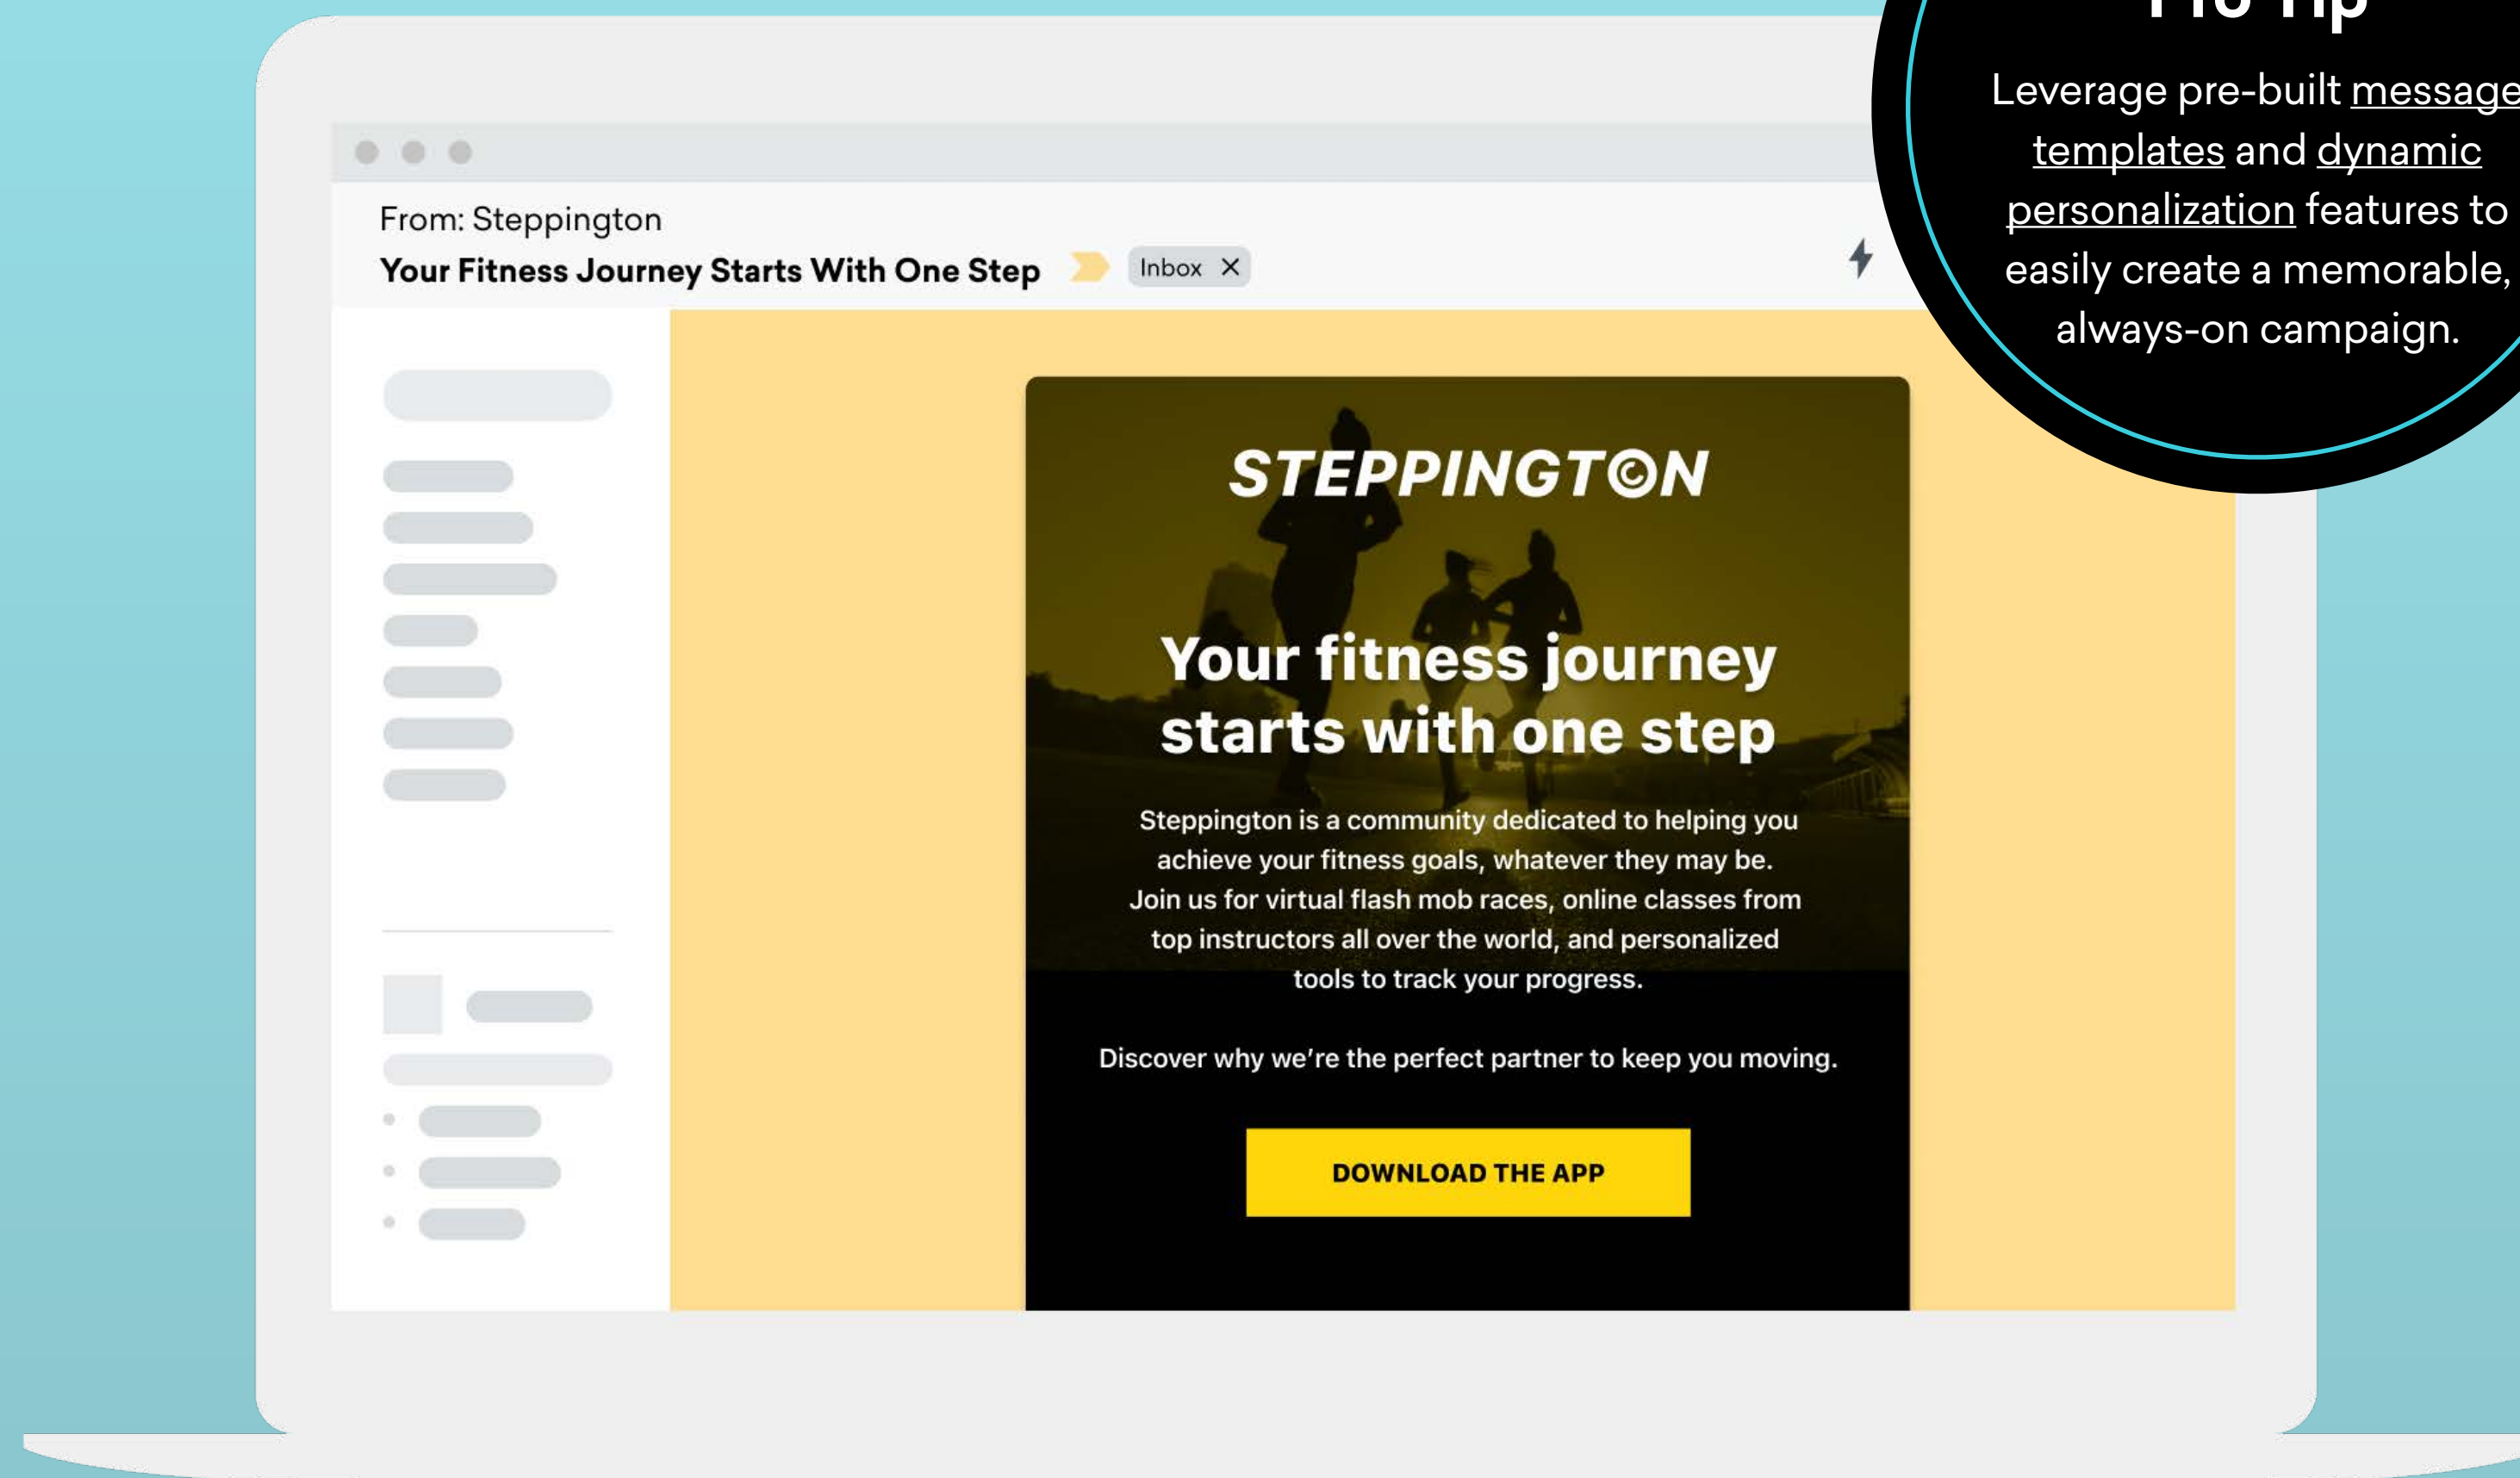 Pro Tip
Leverage pre-built message
templates and dynamic
personalization features to
easily create a memorable,
always-on campaign.
From: Steppington
Your Fitness Journey Starts With One Step
Inbox ×
STEPPINGTON
Your fitness journey
starts with one step
Steppington is a community dedicated to helping you
achieve your fitness goals, whatever they may be.
Join us for virtual flash mob races, online classes from
top instructors all over the world, and personalized
tools to track your progress.
Discover why we're the perfect partner to keep you moving.
DOWNLOAD THE APP